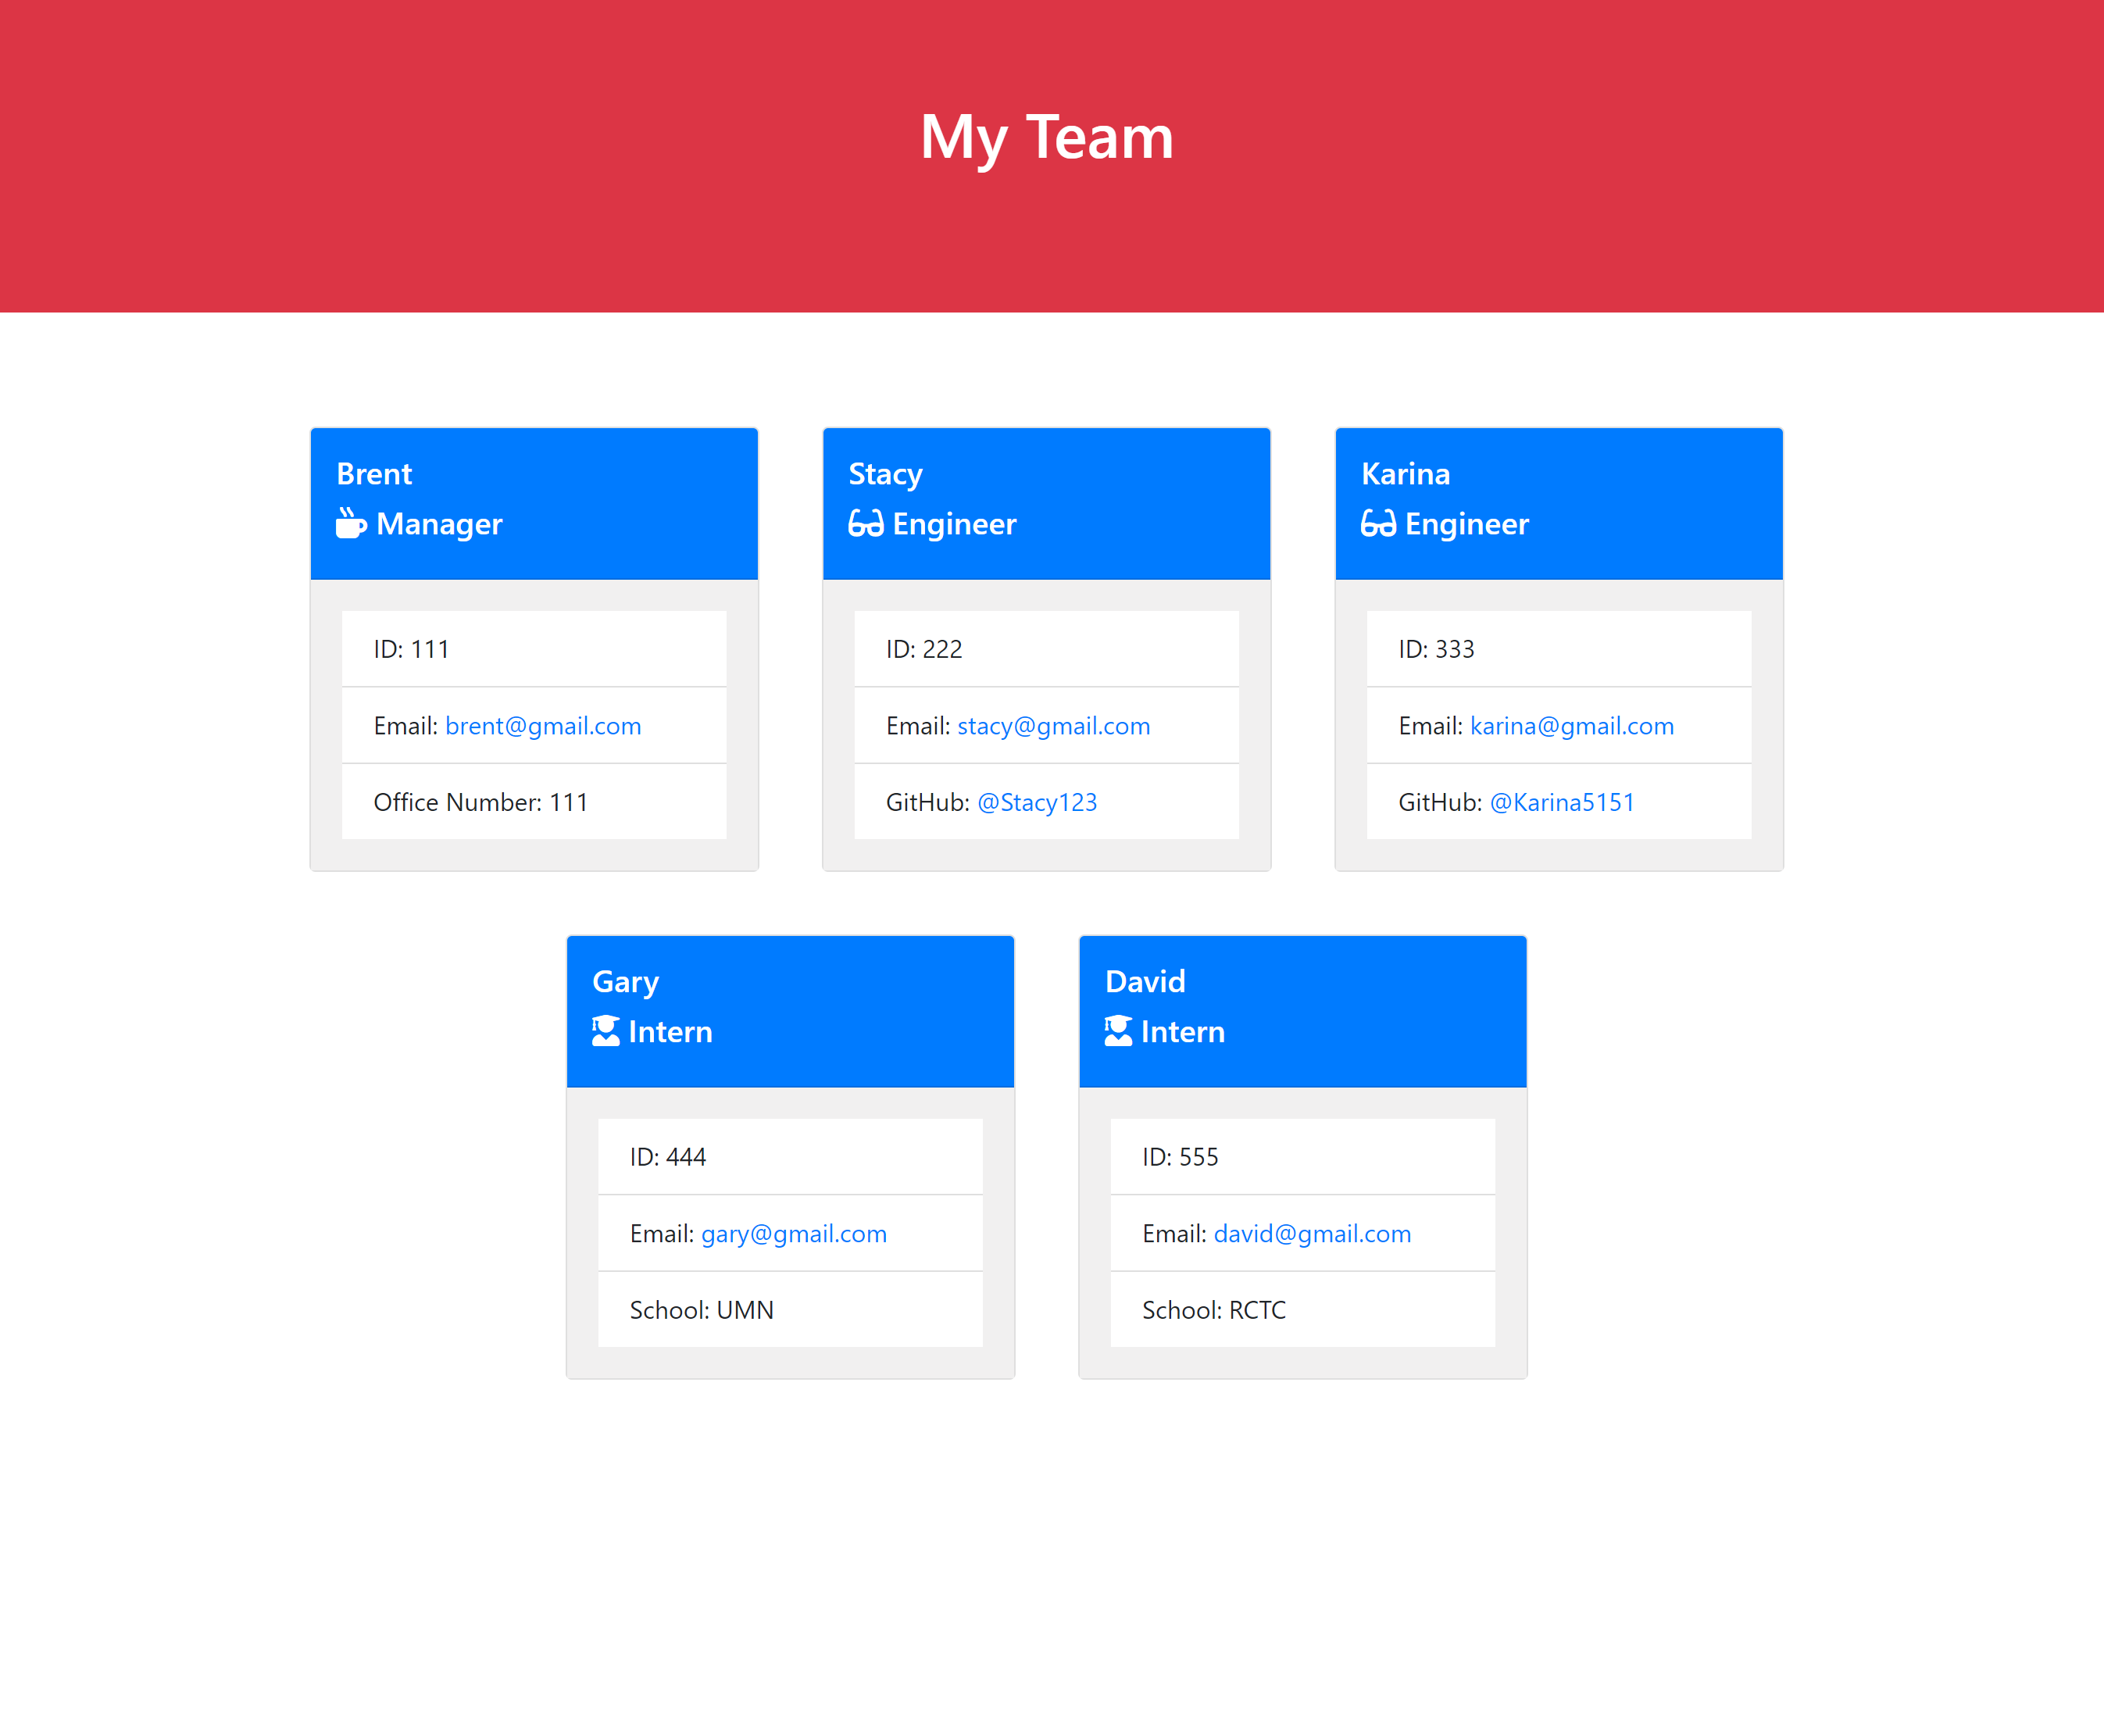 My Team
Brent
Manager
ID: 111
Email: brent@gmail.com
Office Number: 111
Stacy
Engineer
ID: 222
Email: stacy@gmail.com
GitHub: @Stacy123
Karina
Engineer
ID: 333
Email: karina@gmail.com
GitHub: @Karina5151
Gary
Intern
ID: 444
Email: gary@gmail.com
School: UMN
David
Intern
ID: 555
Email: david@gmail.com
School: RCTC